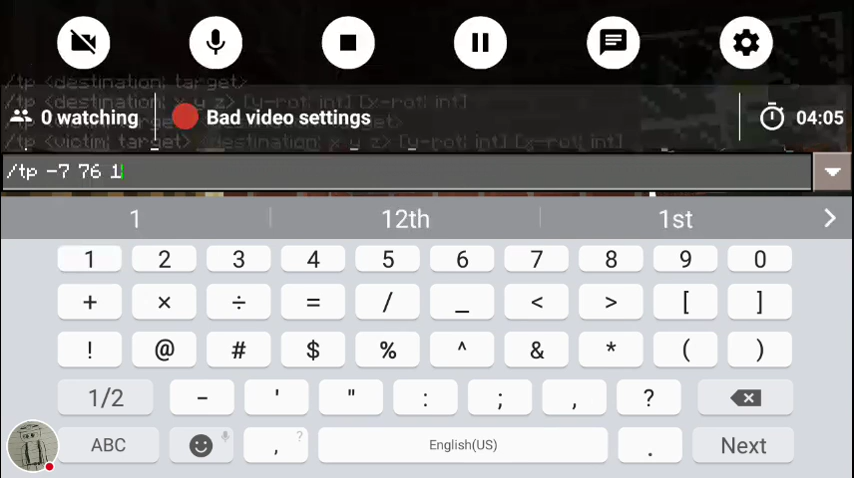 /tp <destination: target>
/tp <destination: x y z> [y-rot: int] [x-rot: int]
0 watching Bad video settings 04:05
/tp <victim: target> destination: x y z> [y-rot: int] [x-rot: int]
/tp -7 76 1
1 12th 1st >
1 2 3 4 5 6 7 8 9 0
+ × ÷ = / _ < > [ ]
! @ # $ % ^ & * ( )
1/2 - ' " : ; , ?
ABC , ? English(US) . Next